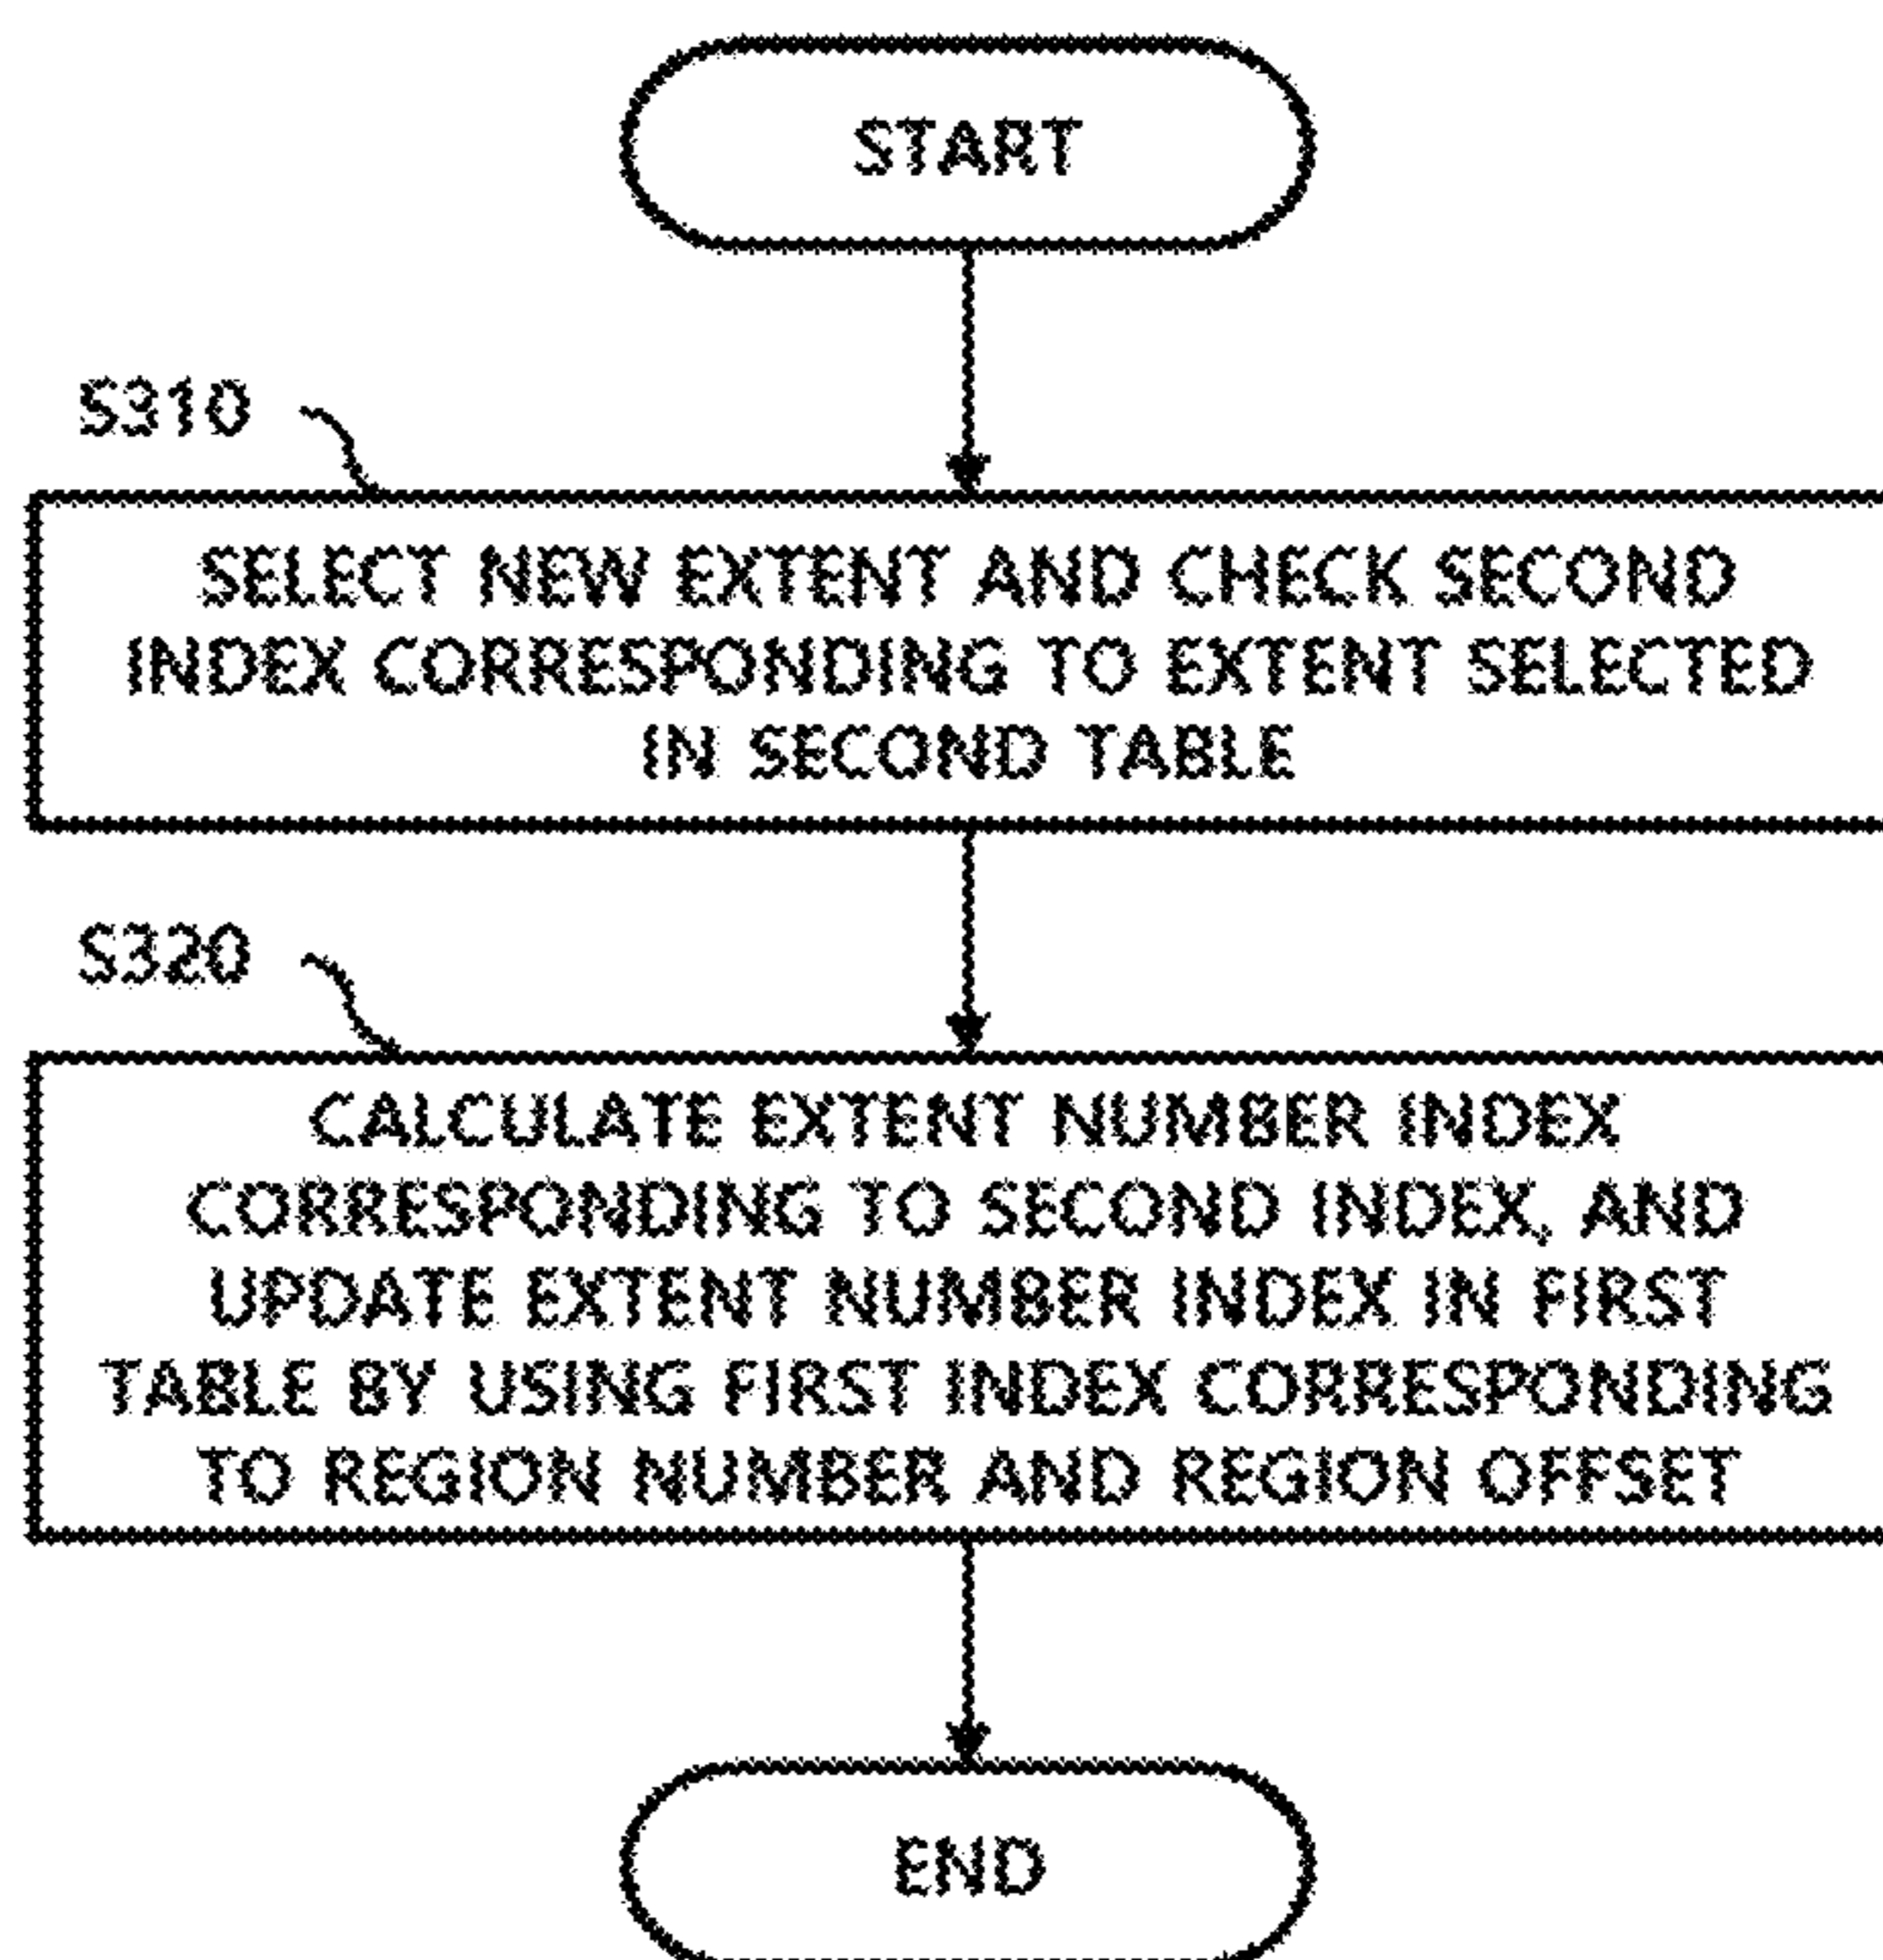 START
S310
SELECT NEW EXTENT AND CHECK SECOND
INDEX CORRESPONDING TO EXTENT SELECTED
IN SECOND TABLE
S320
CALCULATE EXTENT NUMBER INDEX
CORRESPONDING TO SECOND INDEX, AND
UPDATE EXTENT NUMBER INDEX IN FIRST
TABLE BY USING FIRST INDEX CORRESPONDING
TO REGION NUMBER AND REGION OFFSET
END